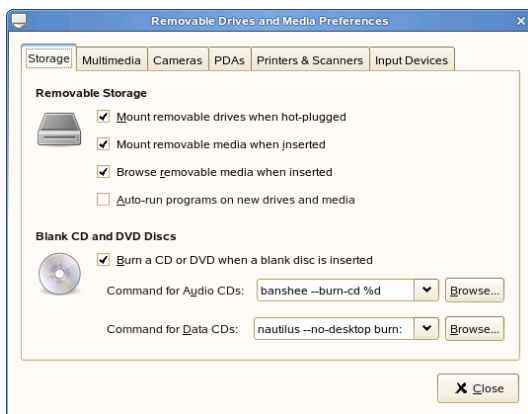 Removable Drives and Media Preferences
Storage Multimedia Cameras PDAs Printers & Scanners Input Devices
Removable Storage
Mount removable drives when hot-plugged
Mount removable media when inserted
Browse removable media when inserted
Auto-run programs on new drives and media
Blank CD and DVD Discs
Burn a CD or DVD when a blank disc is inserted
Command for Audio CDs: banshee --burn-cd %d Browse...
Command for Data CDs: nautilus --no-desktop burn: Browse...
Close